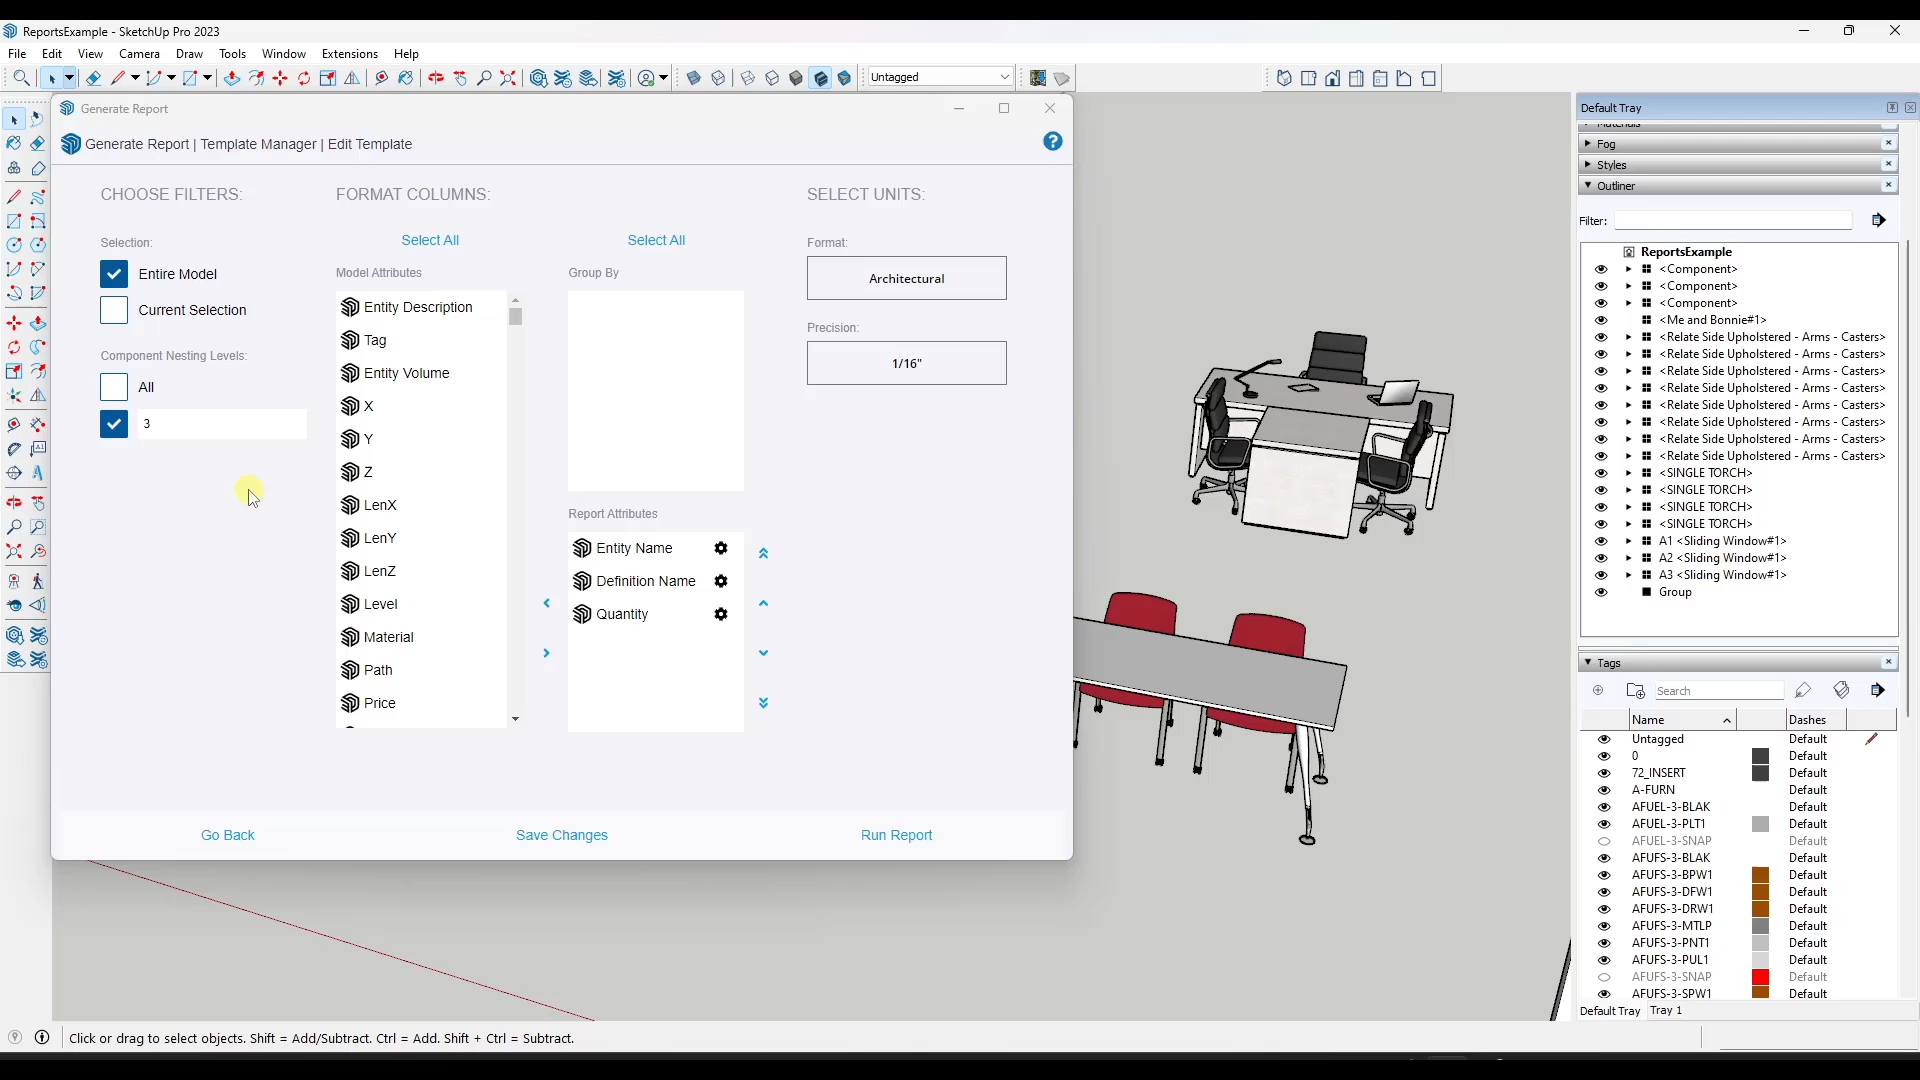 ReportsExample - SketchUp Pro 2023
File Edit View Camera Draw Tools Window Extensions Help
Untagged
Generate Report
Generate Report | Template Manager | Edit Template
CHOOSE FILTERS:
Selection:
Entire Model
Current Selection
Component Nesting Levels:
All
3
FORMAT COLUMNS:
Select All
Model Attributes
Entity Description
Tag
Entity Volume
X
Y
Z
LenX
LenY
LenZ
Level
Material
Path
Price
Select All
Group By
Report Attributes
Entity Name
Definition Name
Quantity
SELECT UNITS:
Format:
Architectural
Precision:
1/16"
Go Back
Save Changes
Run Report
Default Tray
Materials
Fog
Styles
Outliner
Filter:
ReportsExample
<Component>
<Component>
<Component>
<Me and Bonnie#1>
<Relate Side Upholstered - Arms - Casters>
<Relate Side Upholstered - Arms - Casters>
<Relate Side Upholstered - Arms - Casters>
<Relate Side Upholstered - Arms - Casters>
<Relate Side Upholstered - Arms - Casters>
<Relate Side Upholstered - Arms - Casters>
<Relate Side Upholstered - Arms - Casters>
<Relate Side Upholstered - Arms - Casters>
<SINGLE TORCH>
<SINGLE TORCH>
<SINGLE TORCH>
<SINGLE TORCH>
A1 <Sliding Window#1>
A2 <Sliding Window#1>
A3 <Sliding Window#1>
Group
Tags
Search
Name Dashes
Untagged Default
0 Default
72_INSERT Default
A-FURN Default
AFUEL-3-BLAK Default
AFUEL-3-PLT1 Default
AFUEL-3-SNAP Default
AFUFS-3-BLAK Default
AFUFS-3-BPW1 Default
AFUFS-3-DFW1 Default
AFUFS-3-DRW1 Default
AFUFS-3-MTLP Default
AFUFS-3-PNT1 Default
AFUFS-3-PUL1 Default
AFUFS-3-SNAP Default
AFUFS-3-SPW1 Default
Default Tray Tray 1
Click or drag to select objects. Shift = Add/Subtract. Ctrl = Add. Shift + Ctrl = Subtract.